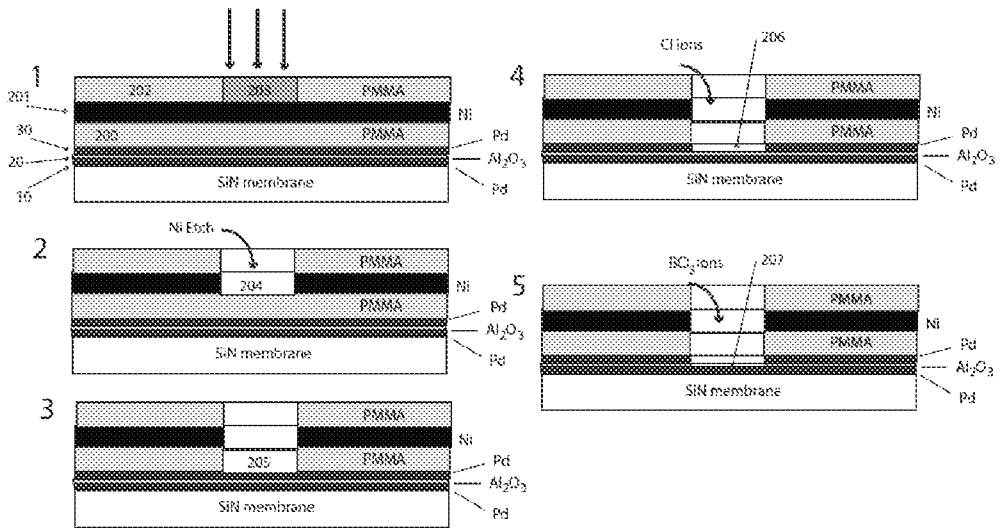 1
202
203
PMMA
201
Ni
200
PMMA
30
Pd
20
Al2O3
10
SiN membrane
Pd
2
Ni Etch
PMMA
204
Ni
PMMA
Pd
Al2O3
SiN membrane
Pd
3
PMMA
Ni
205
PMMA
Pd
Al2O3
SiN membrane
Pd
4
Cl ions
206
PMMA
Ni
PMMA
Pd
Al2O3
SiN membrane
Pd
5
BCl3 ions
207
PMMA
Ni
PMMA
Pd
Al2O3
SiN membrane
Pd